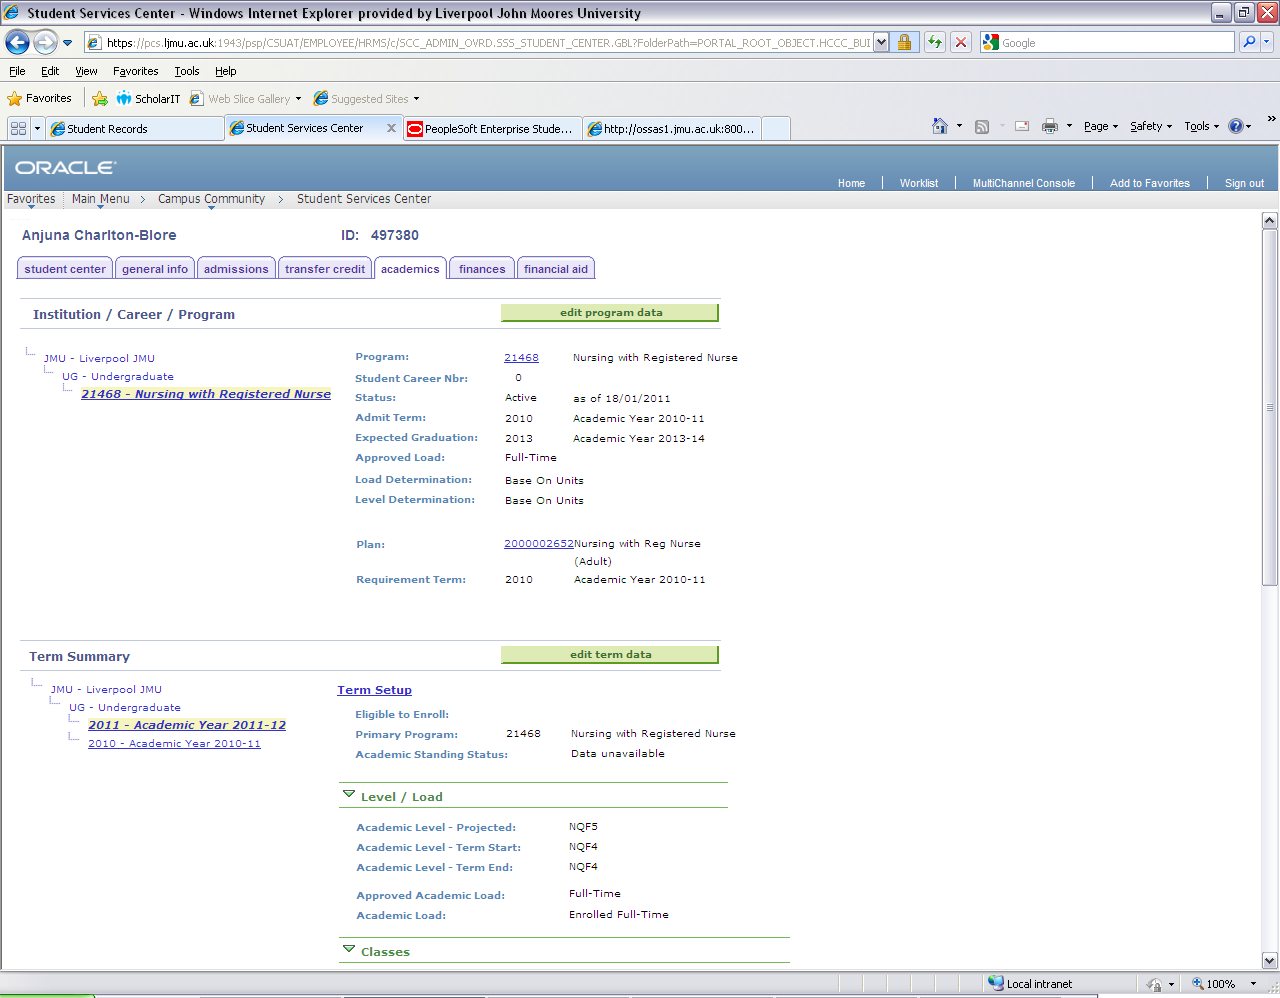 Student Services Center - Windows Internet Explorer provided by Liverpool John Moores University
https://pcs.ljmu.ac.uk:1943/psp/CSUAT/EMPLOYEE/HRMS/c/SCC_ADMIN_OVRD.SSS_STUDENT_CENTER.GBL?FolderPath=PORTAL_ROOT_OBJECT.HCCC_BUI
Google
File Edit View Favorites Tools Help
Favorites ScholarIT Web Slice Gallery Suggested Sites
Student Records Student Services Center X PeopleSoft Enterprise Stude... http://ossas1.jmu.ac.uk:800... Page Safety Tools »
ORACLE
Home Worklist MultiChannel Console Add to Favorites Sign out
Favorites Main Menu > Campus Community > Student Services Center
Anjuna Charlton-Blore ID: 497380
student center general info admissions transfer credit academics finances financial aid
Institution / Career / Program edit program data
JMU - Liverpool JMU
UG - Undergraduate
21468 - Nursing with Registered Nurse
Program: 21468 Nursing with Registered Nurse
Student Career Nbr: 0
Status: Active as of 18/01/2011
Admit Term: 2010 Academic Year 2010-11
Expected Graduation: 2013 Academic Year 2013-14
Approved Load: Full-Time
Load Determination: Base On Units
Level Determination: Base On Units
Plan: 2000002652 Nursing with Reg Nurse
(Adult)
Requirement Term: 2010 Academic Year 2010-11
Term Summary edit term data
JMU - Liverpool JMU
UG - Undergraduate
2011 - Academic Year 2011-12
2010 - Academic Year 2010-11
Term Setup
Eligible to Enroll:
Primary Program: 21468 Nursing with Registered Nurse
Academic Standing Status: Data unavailable
Level / Load
Academic Level - Projected: NQF5
Academic Level - Term Start: NQF4
Academic Level - Term End: NQF4
Approved Academic Load: Full-Time
Academic Load: Enrolled Full-Time
Classes
Local intranet 100%